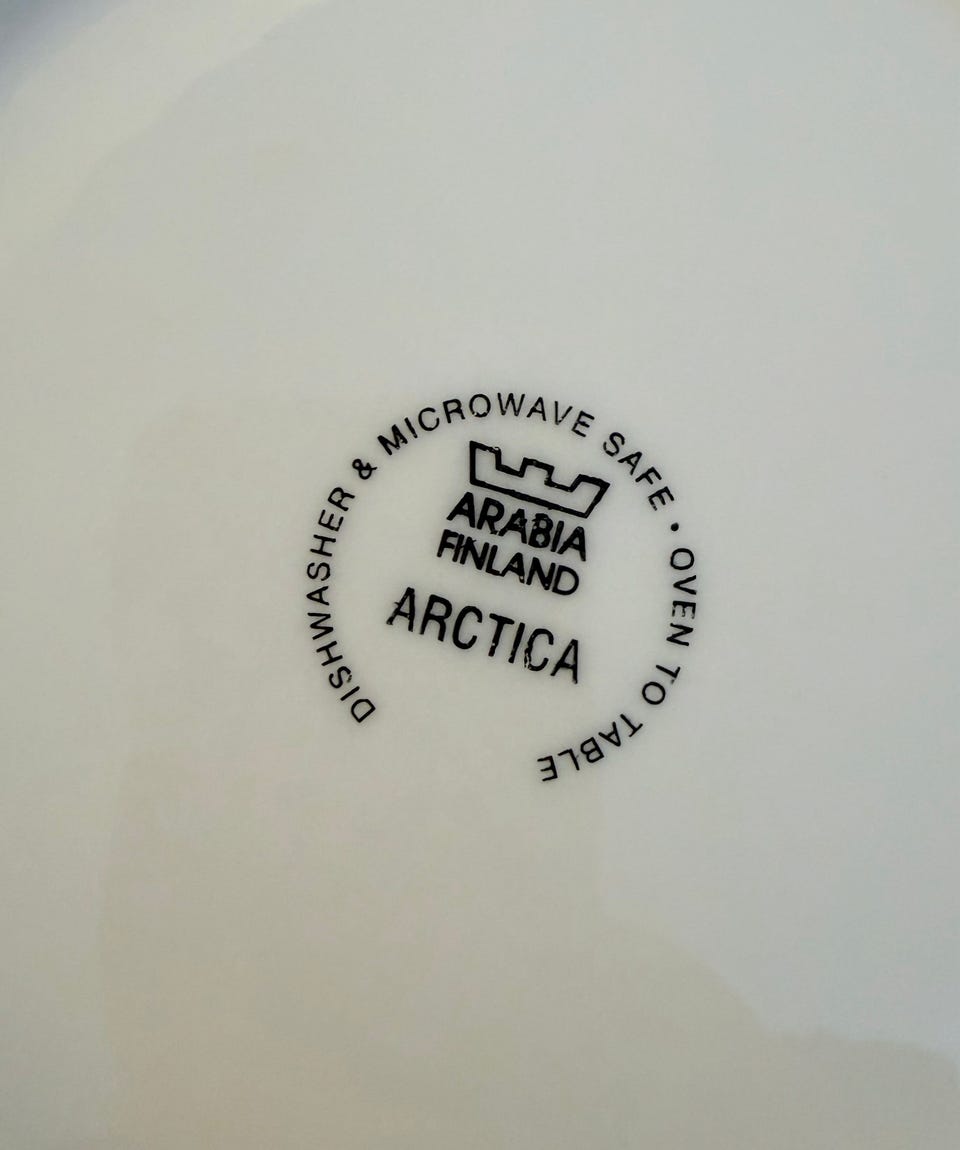 DISHWASHER & MICROWAVE SAFE • OVEN TO TABLE
ARABIA
FINLAND
ARCTICA